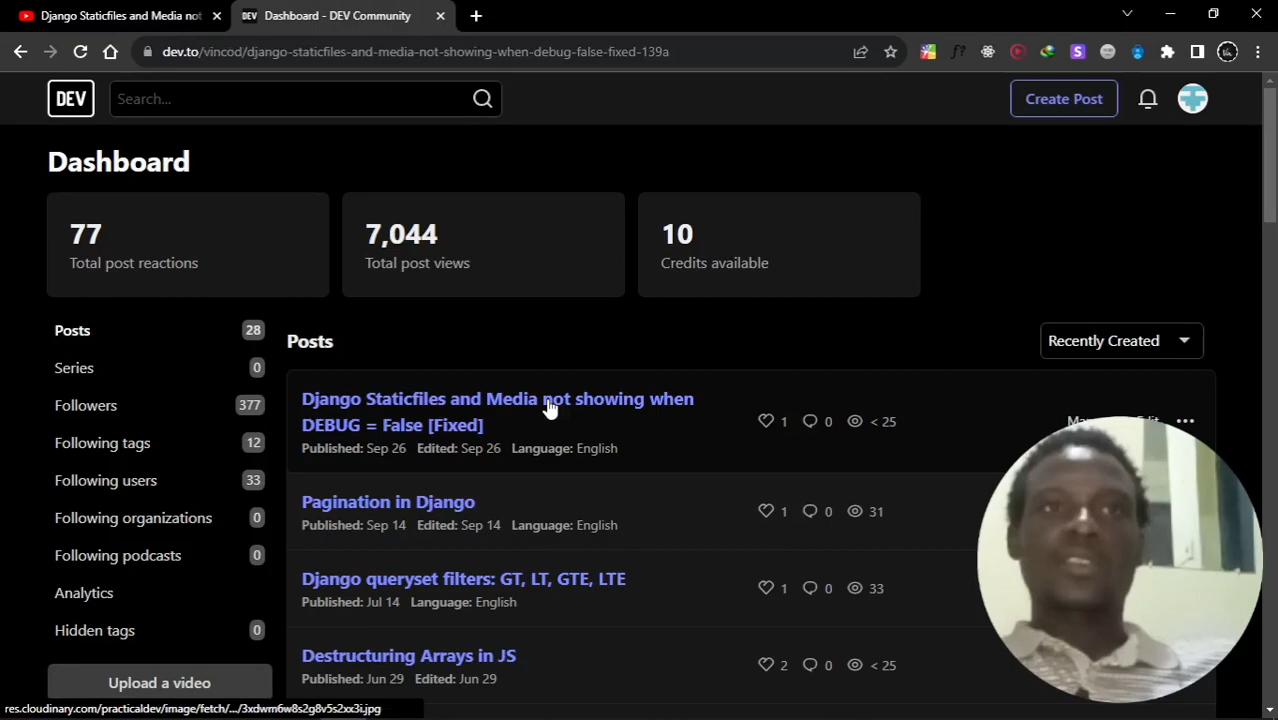 Django Staticfiles and Media not
Dashboard - DEV Community
dev.to/vincod/django-staticfiles-and-media-not-showing-when-debug-false-fixed-139a
DEV
Search...
Create Post
Dashboard
77
Total post reactions
7,044
Total post views
10
Credits available
Posts 28
Series 0
Followers 377
Following tags 12
Following users 33
Following organizations 0
Following podcasts 0
Analytics
Hidden tags 0
Upload a video
Posts
Recently Created
Django Staticfiles and Media not showing when
DEBUG = False [Fixed]
Published: Sep 26 Edited: Sep 26 Language: English
1 0 < 25
Pagination in Django
Published: Sep 14 Edited: Sep 14 Language: English
1 0 31
Django queryset filters: GT, LT, GTE, LTE
Published: Jul 14 Language: English
1 0 33
Destructuring Arrays in JS
Published: Jun 29 Edited: Jun 29
2 0 < 25
res.cloudinary.com/practicaldev/image/fetch/.../3xdwm6w8s2g8v5s2xx3i.jpg